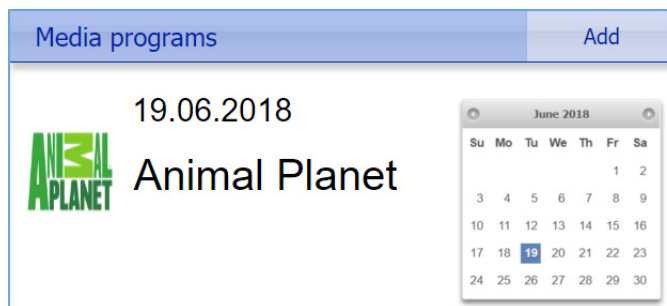 Media programs
Add
19.06.2018
Animal Planet
ANIMAL
PLANET
June 2018
Su Mo Tu We Th Fr Sa
1 2
3 4 5 6 7 8 9
10 11 12 13 14 15 16
17 18 19 20 21 22 23
24 25 26 27 28 29 30